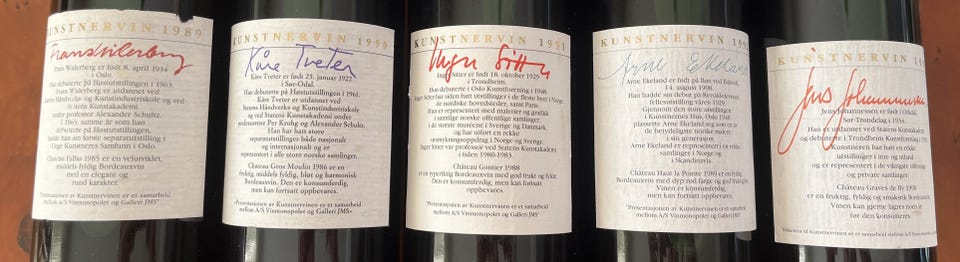 KUNSTNERVIN 1989
Frans Widerberg
Frans Widerberg er født 8. april 1934
i Oslo.
Han debuterte på Høstutstillingen i 1963.
Frans Widerberg er utdannet ved
Statens Håndverks- og Kunstindustriskole og ved
Statens Kunstakademi
under professor Alexander Schultz.
I 1963, samme år som han
debuterte på Høstutstillingen,
hadde han sin første separatutstilling i
Unge Kunstneres Samfunn i Oslo.
Chateau Fallas 1985 er en velutviklet,
middels fyldig Bordeauxvin
med en elegant og
rund karakter.
"Presentasjonen av Kunstnervinen er et samarbeid
mellom A/S Vinmonopolet og Galleri JMS"
KUNSTNERVIN 1990
Kåre Tveter
Kåre Tveter er født 25. januar 1922
i Sør-Odal.
Han debuterte på Høstutstillingen i 1961.
Kåre Tveter er utdannet ved
Statens Håndverks og Kunstindustriskole
og ved Statens Kunstakademi under
professor Per Krohg og Alexander Schultz.
Han har hatt store
separatutstillinger både nasjonalt
og internasjonalt og er
representert i alle store norske samlinger.
Château Gros Moulin 1986 er en
fruktig, middels fyldig, bløt og harmonisk
Bordeauxvin. Den er konsumferdig,
men kan fortsatt oppbevares.
"Presentasjonen av Kunstnervinen er et samarbeid
mellom A/S Vinmonopolet og Galleri JMS"
KUNSTNERVIN 1991
Inger Sitter
Inger Sitter er født 18. oktober 1929
i Trondheim.
Han debuterte i Oslo Kunstforening i 1948.
Inger Sitter har siden hatt utstillinger i de fleste byer i Norge,
de nordiske hovedsteder, samt Paris.
Hun er representert med malerier og grafikk
i samtlige norske offentlige samlinger,
i de største museene i Sverige og Danmark
og har utført en rekke
utsmykningsoppdrag i Norge og Sverige.
Inger Sitter var professor ved Statens Kunstakademi
i tiden 1980-1983.
Château Gontier 1988
er en typeriktig Bordeauxvin med god frukt og fylde.
Den er konsumferdig, men kan fortsatt
oppbevares.
"Presentasjonen av Kunstnervinen er et samarbeid
mellom A/S Vinmonopolet og Galleri JMS"
KUNSTNERVIN 1992
Arne Ekeland
Arne Ekeland er født på Bøn ved Eidsvoll,
14. august 1908.
Han hadde sin debut på Revoldelevenes
fellesutstilling våren 1929.
Gjennom den store utstillingen i
Kunstnernes Hus, Oslo 1948
plasserte Arne Ekeland seg som en av
de betydeligste norske malere
i sin generasjon.
Arne Ekeland er representert i en rekke
samlinger i Norge og
i Skandinavia.
Château Haut la Pointe 1989 er en fyldig
Bordeauxvin med dyp rød farge og god fruktighet.
Vinen er konsumferdig,
men kan fortsatt oppbevares.
"Presentasjonen av Kunstnervinen er et samarbeid
mellom A/S Vinmonopolet og Galleri JMS"
KUNSTNERVIN
Jens Johannessen
Jens Johannessen er født i Orkdal,
Sør-Trøndelag i 1934.
Han er utdannet ved Statens Kunstakademi
og debuterte i Trondheim Kunstforening
Kunstneren har hatt en rekke
utstillinger i inn- og utland
og er representert i de viktigste offentlige
og private samlinger.
Château Graves de By 1990
er en fruktig, fyldig og smaksrik Bordeauxvin.
Vinen kan gjerne lagres noen år
før den konsumeres.
av Kunstnervinen er et samarbeid mellom A/S Vinmonopolet